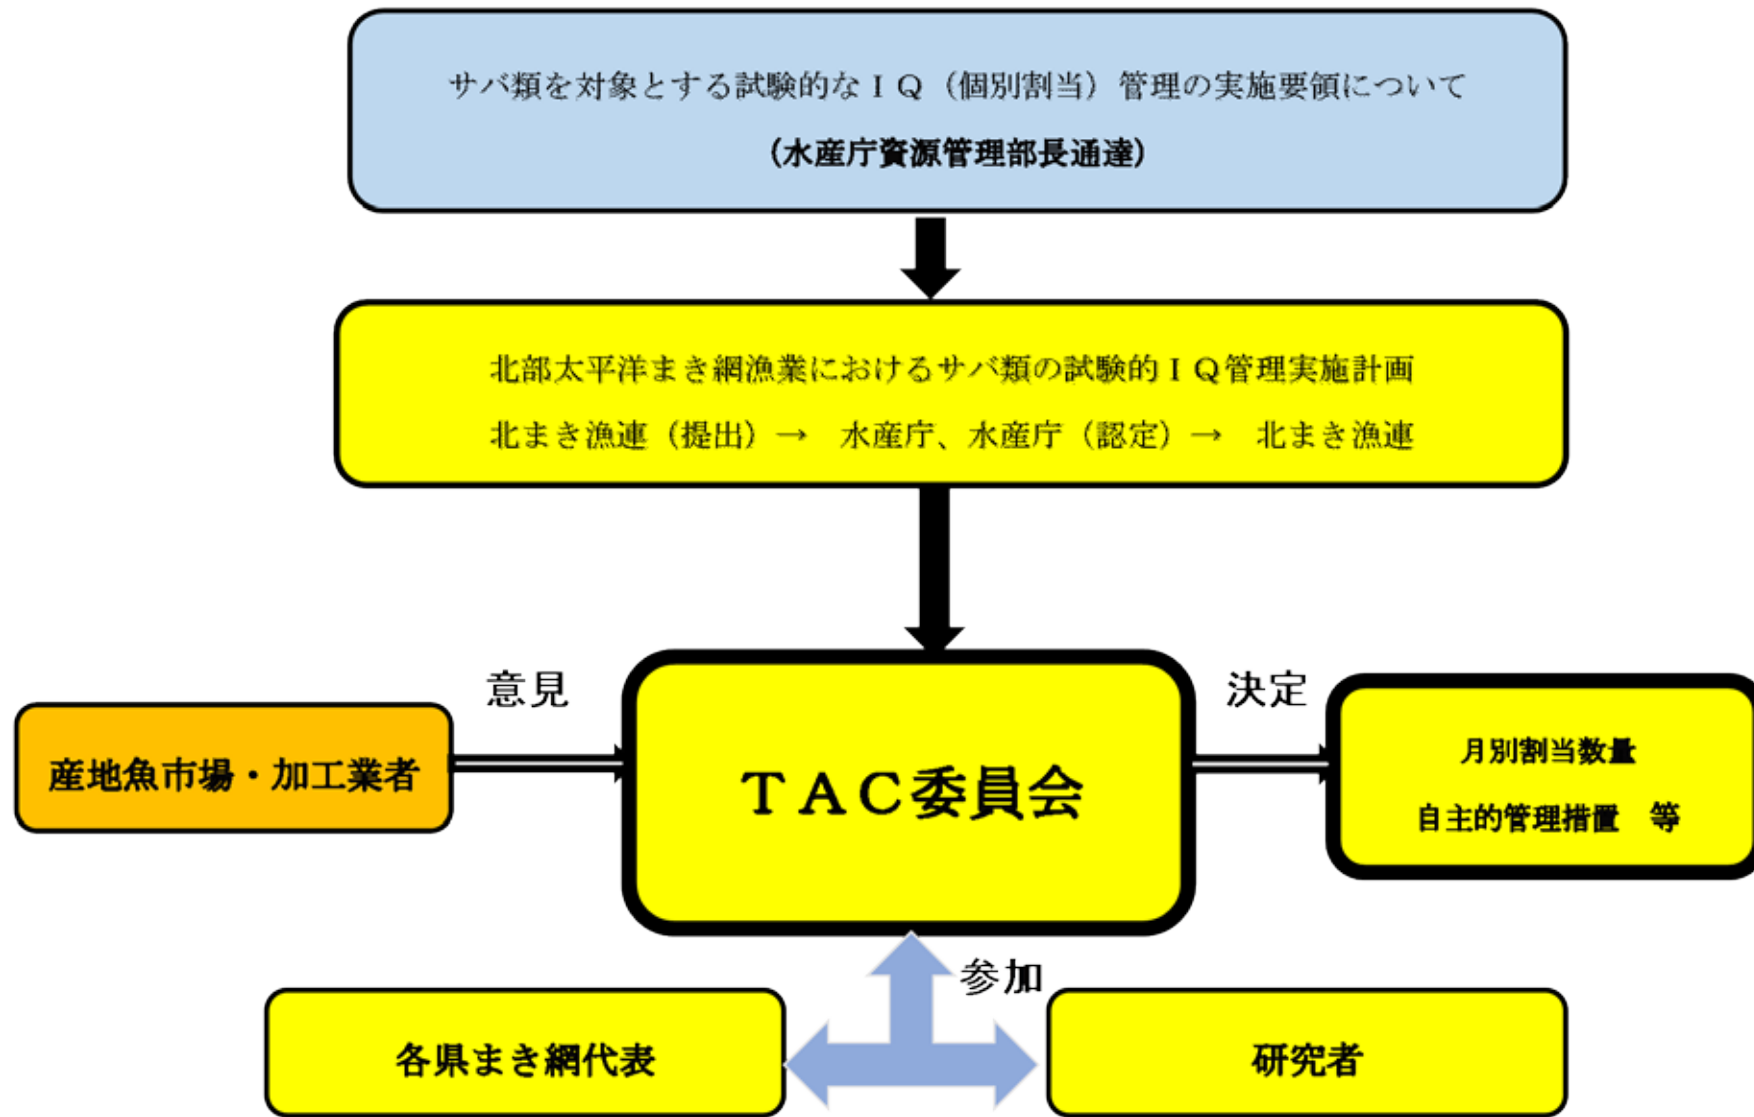 サバ類を対象とする試験的なＩＱ（個別割当）管理の実施要領について
(水産庁資源管理部長通達)
北部太平洋まき網漁業におけるサバ類の試験的ＩＱ管理実施計画
北まき漁連（提出）→　水産庁、水産庁（認定）→　北まき漁連
意見
決定
産地魚市場・加工業者
ＴＡＣ委員会
月別割当数量
自主的管理措置　等
参加
各県まき網代表
研究者